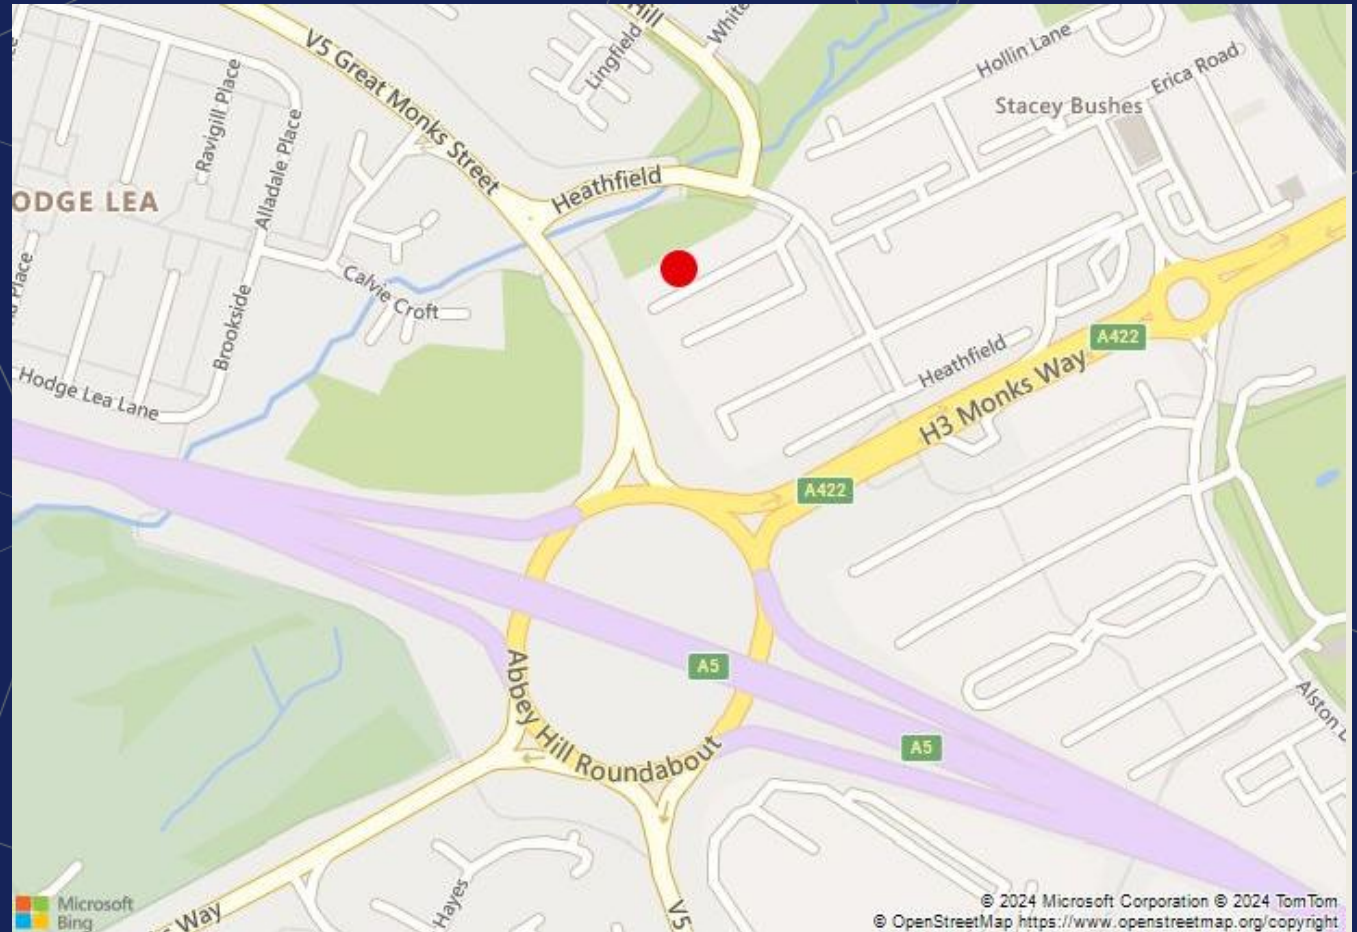 Hill
White
Lingfield
Hollin Lane
V5 Great Monks Street
Erica Road
Ravigill Place
Stacey Bushes
Alladale Place
Heathfield
ODGE LEA
Place
Calvie Croft
Brookside
A422
Heathfield
Hodge Lea Lane
H3 Monks Way
A422
A5
Abbey Hill Roundabout
Alston D
A5
Hayes
V5
Way
Microsoft
Bing
© 2024 Microsoft Corporation © 2024 TomTom
© OpenStreetMap https://www.openstreetmap.org/copyright